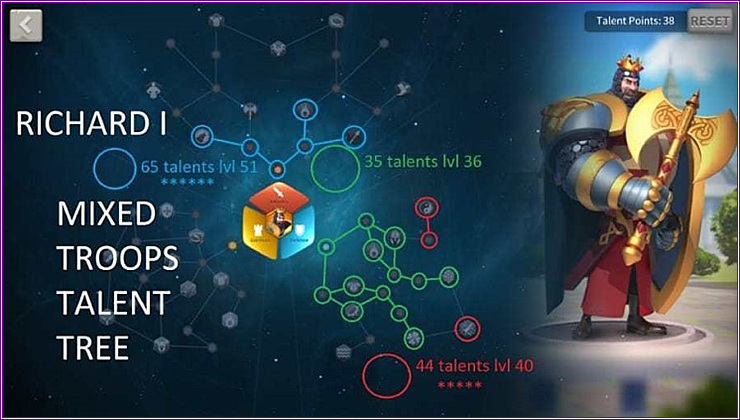 Talent Points: 38
RESET
RICHARD I
65 talents lvl 51
******
35 talents lvl 36
MIXED
TROOPS
TALENT
TREE
44 talents lvl 40
*****